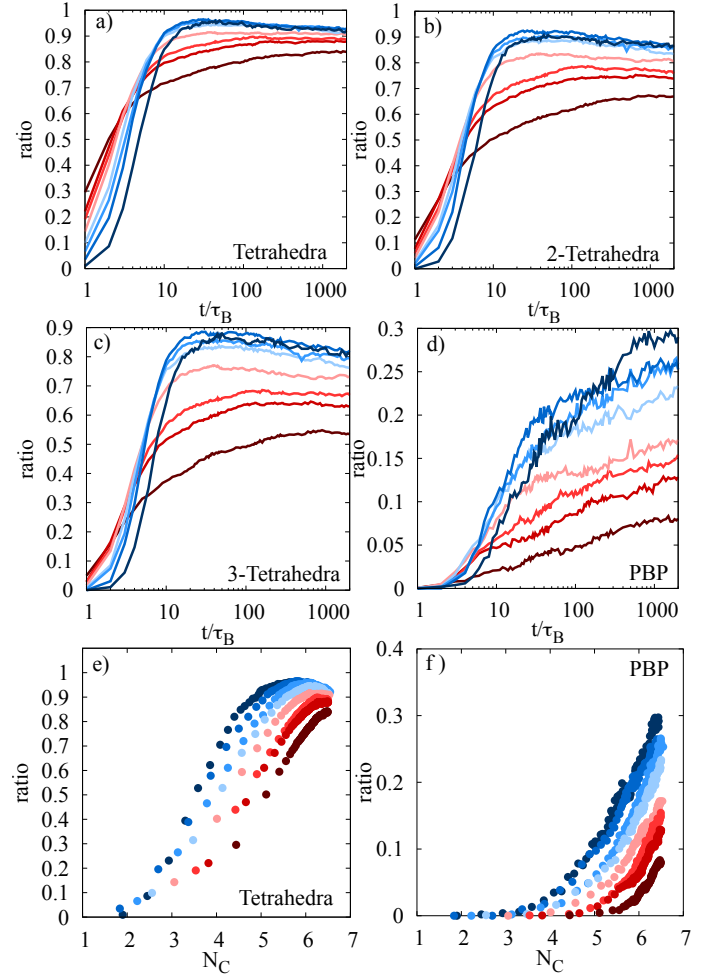 a)
1
0.9
0.8
0.7
0.6
0.5
0.4
0.3
0.2
0.1
0
ratio
Tetrahedra
1 10 100 1000
t/τB
b)
1
0.9
0.8
0.7
0.6
0.5
0.4
0.3
0.2
0.1
0
ratio
2-Tetrahedra
1 10 100 1000
t/τB
c)
0.9
0.8
0.7
0.6
0.5
0.4
0.3
0.2
0.1
0
ratio
3-Tetrahedra
1 10 100 1000
t/τB
d)
0.3
0.25
0.2
0.15
0.1
0.05
0
ratio
PBP
1 10 100 1000
t/τB
e)
1
0.9
0.8
0.7
0.6
0.5
0.4
0.3
0.2
0.1
0
ratio
Tetrahedra
1 2 3 4 5 6 7
NC
f)
PBP
0.4
0.3
0.2
0.1
0
ratio
1 2 3 4 5 6 7
NC